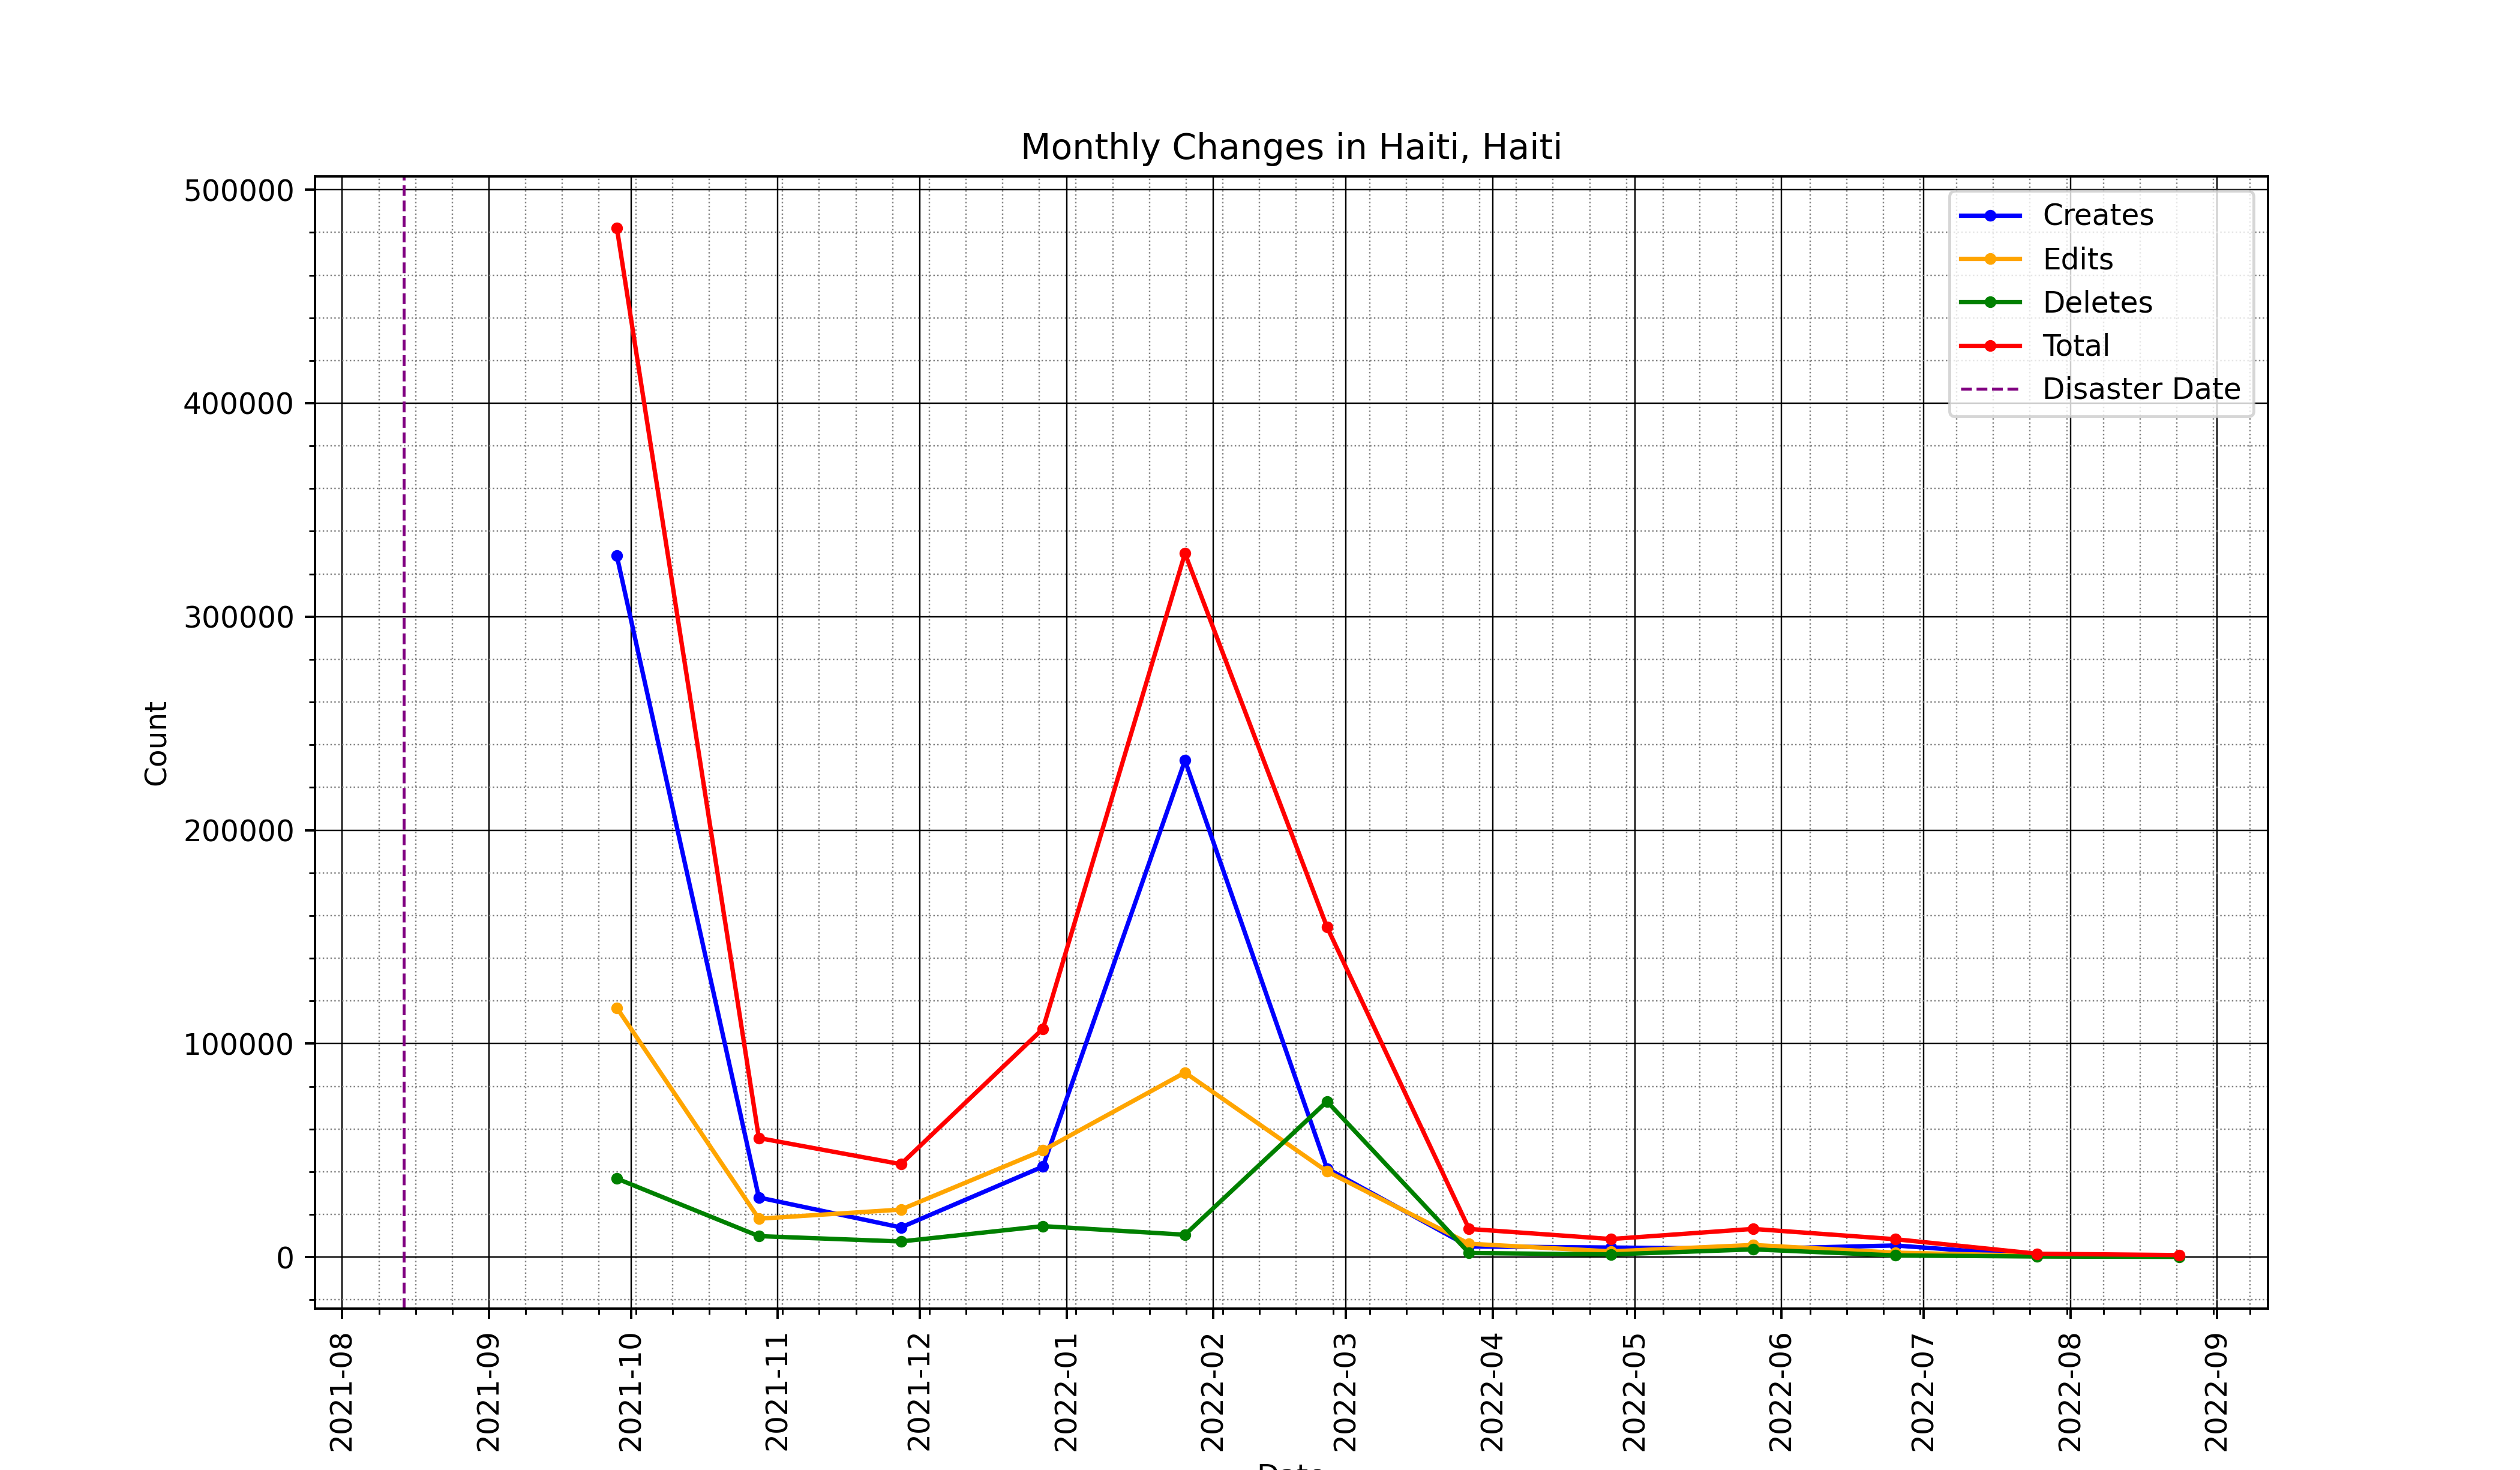 Monthly Changes in Haiti, Haiti
500000
400000
300000
200000
100000
0
Count
Creates
Edits
Deletes
Total
Disaster Date
2021-08
2021-09
2021-10
2021-11
2021-12
2022-01
2022-02
2022-03
2022-04
2022-05
2022-06
2022-07
2022-08
2022-09
Date